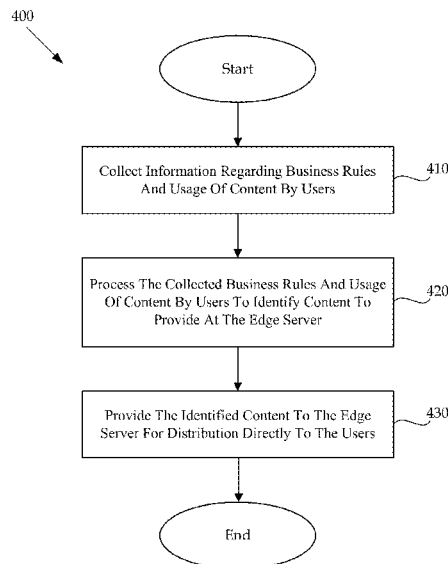 400
Start
Collect Information Regarding Business Rules
And Usage Of Content By Users
410
Process The Collected Business Rules And Usage
Of Content By Users To Identify Content To
Provide At The Edge Server
420
Provide The Identified Content To The Edge
Server For Distribution Directly To The Users
430
End